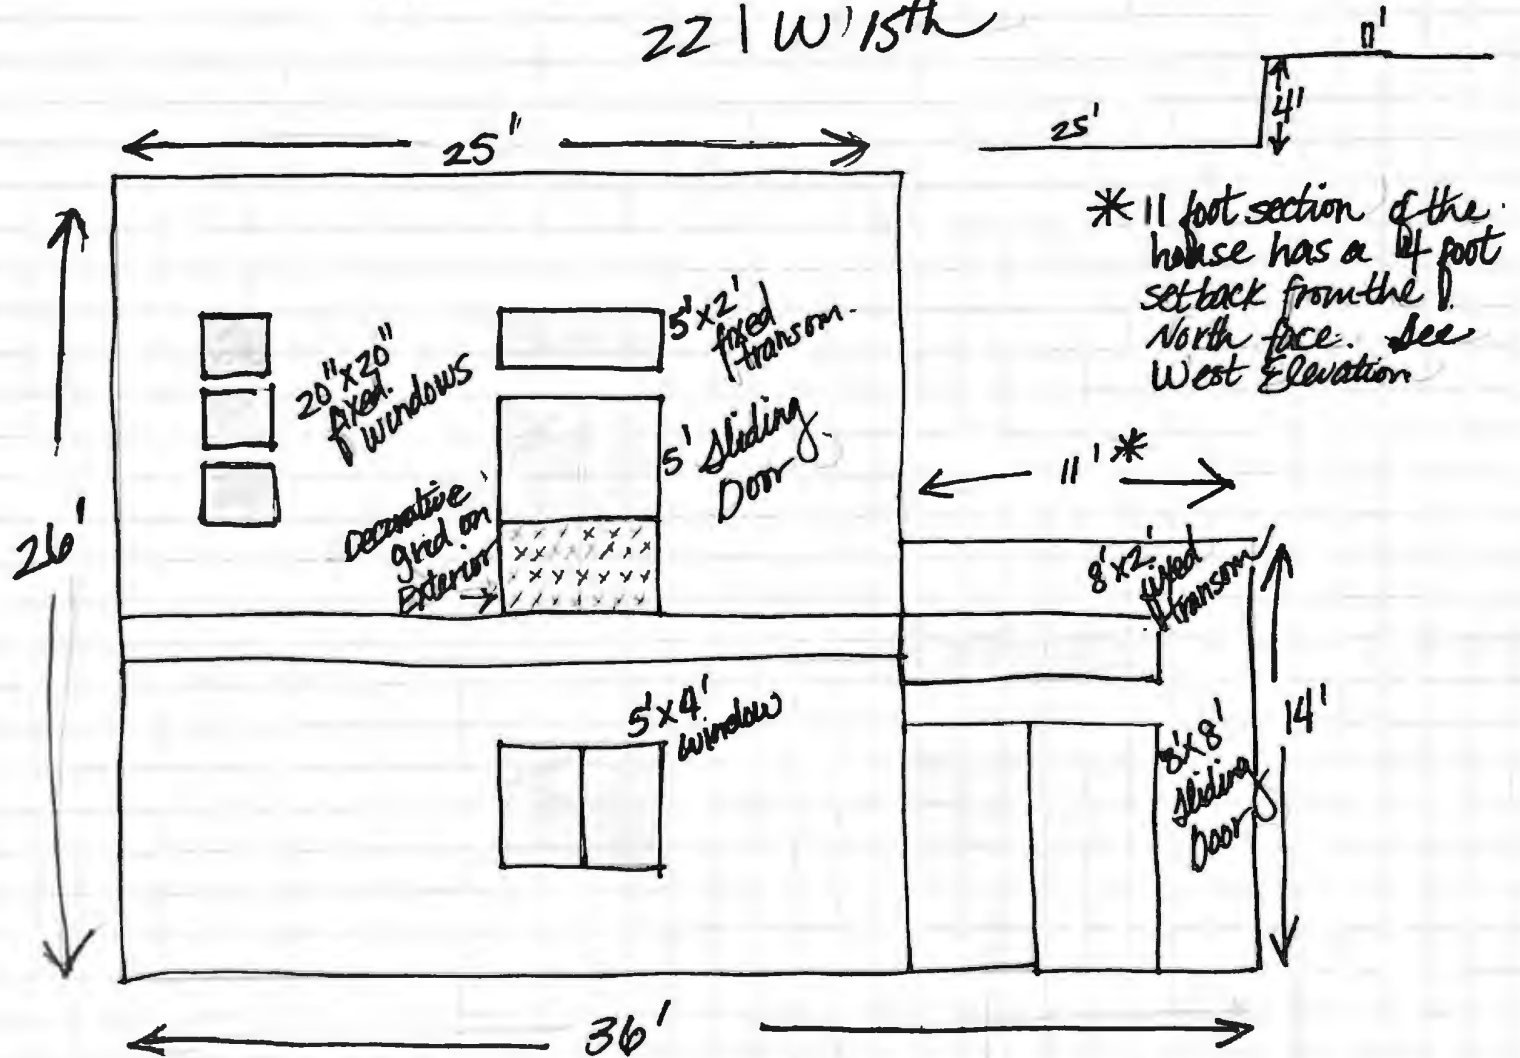 221 W 15th
11'
4'
25'
25'
* 11 foot section of the
house has a 4 foot
setback from the
North face. See
West Elevation
5'x2'
fixed
transom.
20"x20"
fixed
windows
5' Sliding
Door
11' *
Decorative
grid on
Exterior
26'
8'x2'
fixed
transom
5'x4'
window
14'
8'x8'
Sliding
Door
36'